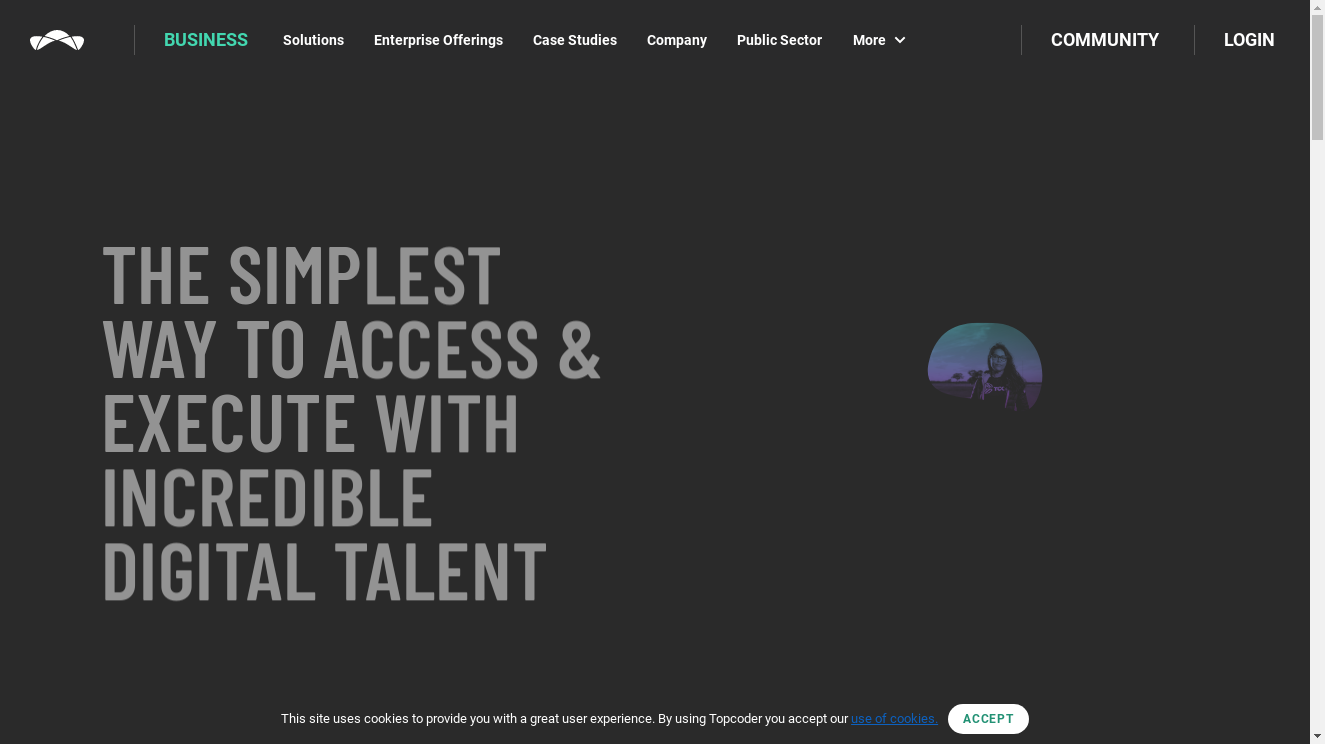 BUSINESS
Solutions
Enterprise Offerings
Case Studies
Company
Public Sector
More
COMMUNITY
LOGIN
THE SIMPLEST
WAY TO ACCESS &
EXECUTE WITH
INCREDIBLE
DIGITAL TALENT
This site uses cookies to provide you with a great user experience. By using Topcoder you accept our use of cookies.
ACCEPT